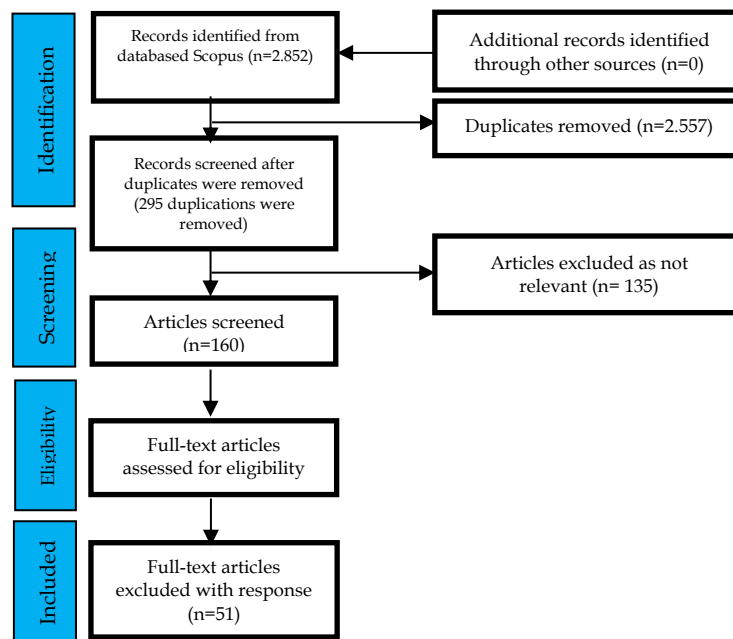 Identification
Records identified from
databased Scopus (n=2.852)
Additional records identified
through other sources (n=0)
Duplicates removed (n=2.557)
Records screened after
duplicates were removed
(295 duplications were
removed)
Screening
Articles excluded as not
relevant (n= 135)
Articles screened
(n=160)
Eligibility
Full-text articles
assessed for eligibility
Included
Full-text articles
excluded with response
(n=51)